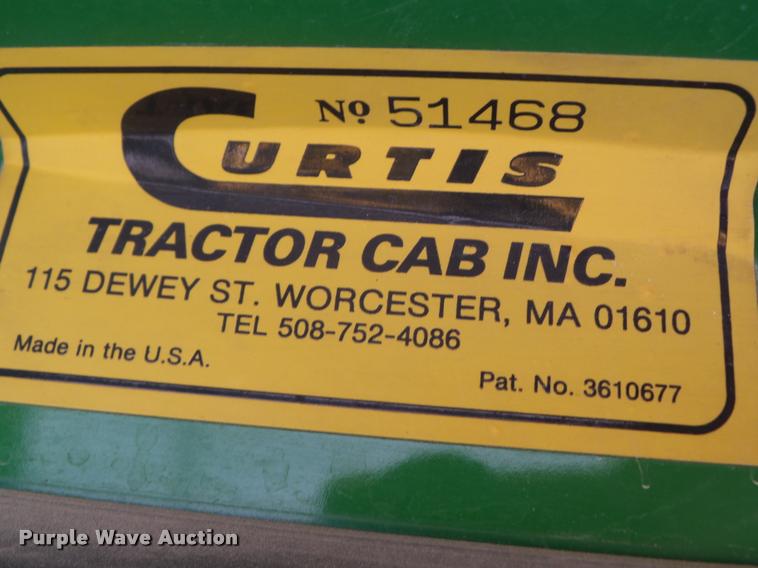 Nº 51468
CURTIS
TRACTOR CAB INC.
115 DEWEY ST. WORCESTER, MA 01610
TEL 508-752-4086
Made in the U.S.A.
Pat. No. 3610677
Purple Wave Auction